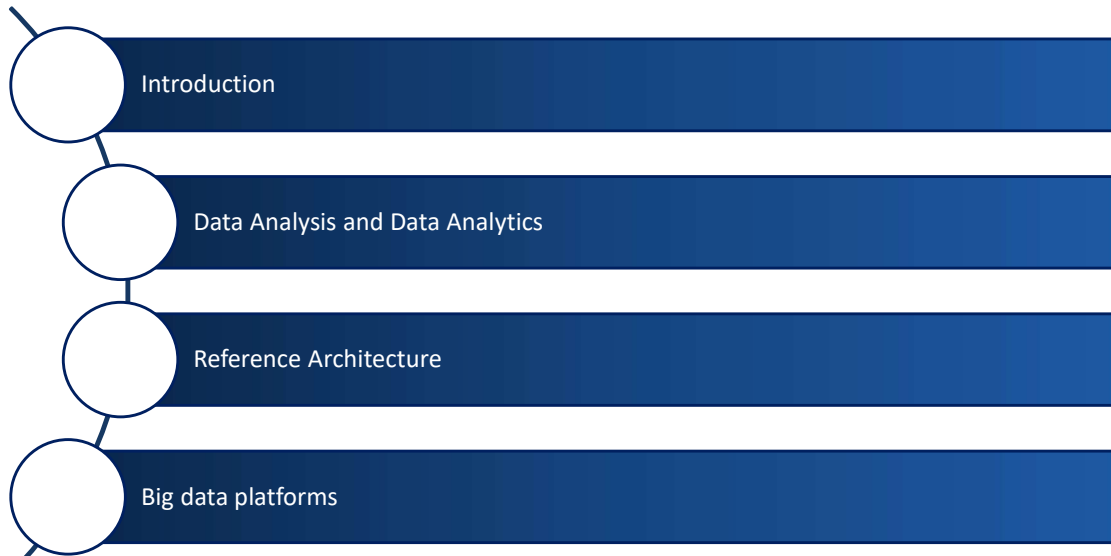 Introduction
Data Analysis and Data Analytics
Reference Architecture
Big data platforms